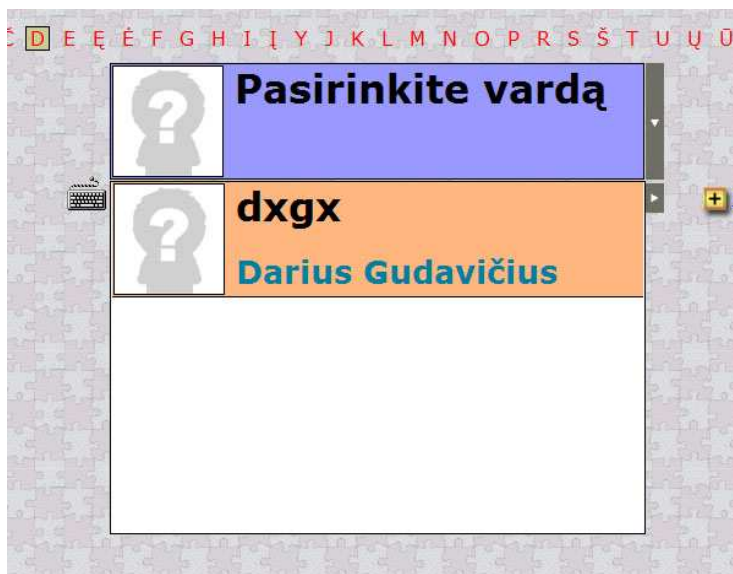 Č D E Ę Ė F G H I Į Y J K L M N O P R S Š T U Ų Ū
Pasirinkite vardą
dxgx
Darius Gudavičius